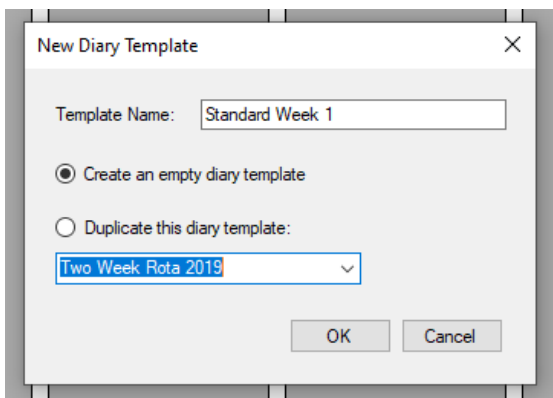 New Diary Template
Template Name: Standard Week 1
Create an empty diary template
Duplicate this diary template:
Two Week Rota 2019
OK Cancel